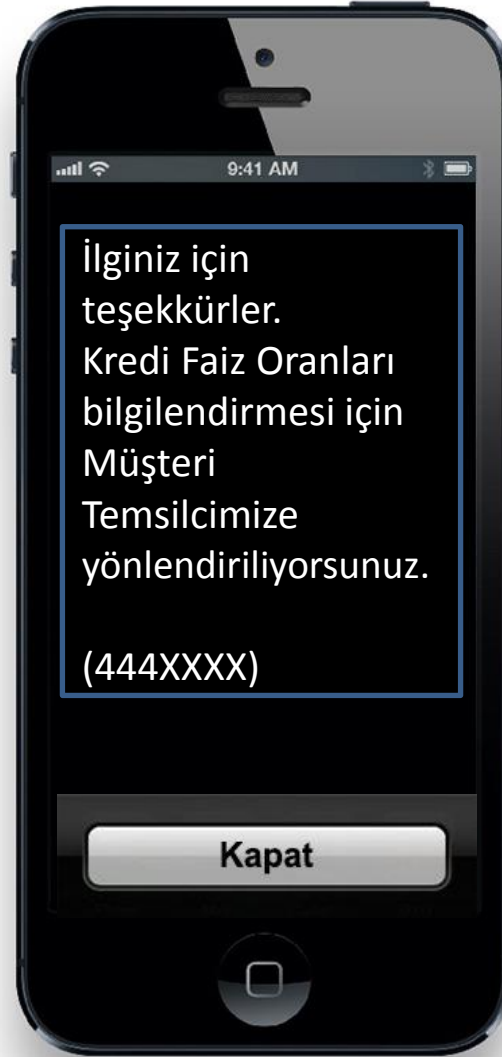 9:41 AM
İlginiz için
teşekkürler.
Kredi Faiz Oranları
bilgilendirmesi için
Müşteri
Temsilcimize
yönlendiriliyorsunuz.
(444XXXX)
Kapat